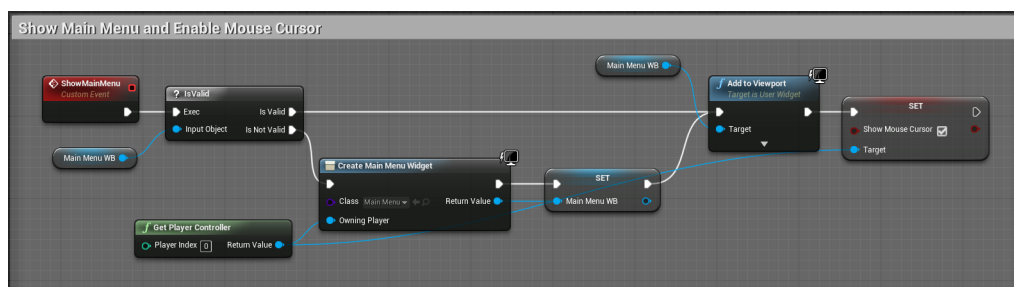 Show Main Menu and Enable Mouse Cursor
ShowMainMenu
Custom Event
? IsValid
Exec
Is Valid
Input Object
Is Not Valid
Main Menu WB
f Get Player Controller
Player Index 0
Return Value
Create Main Menu Widget
Class Main Menu
Return Value
Owning Player
SET
Main Menu WB
Main Menu WB
f Add to Viewport
Target is User Widget
Target
SET
Show Mouse Cursor
Target